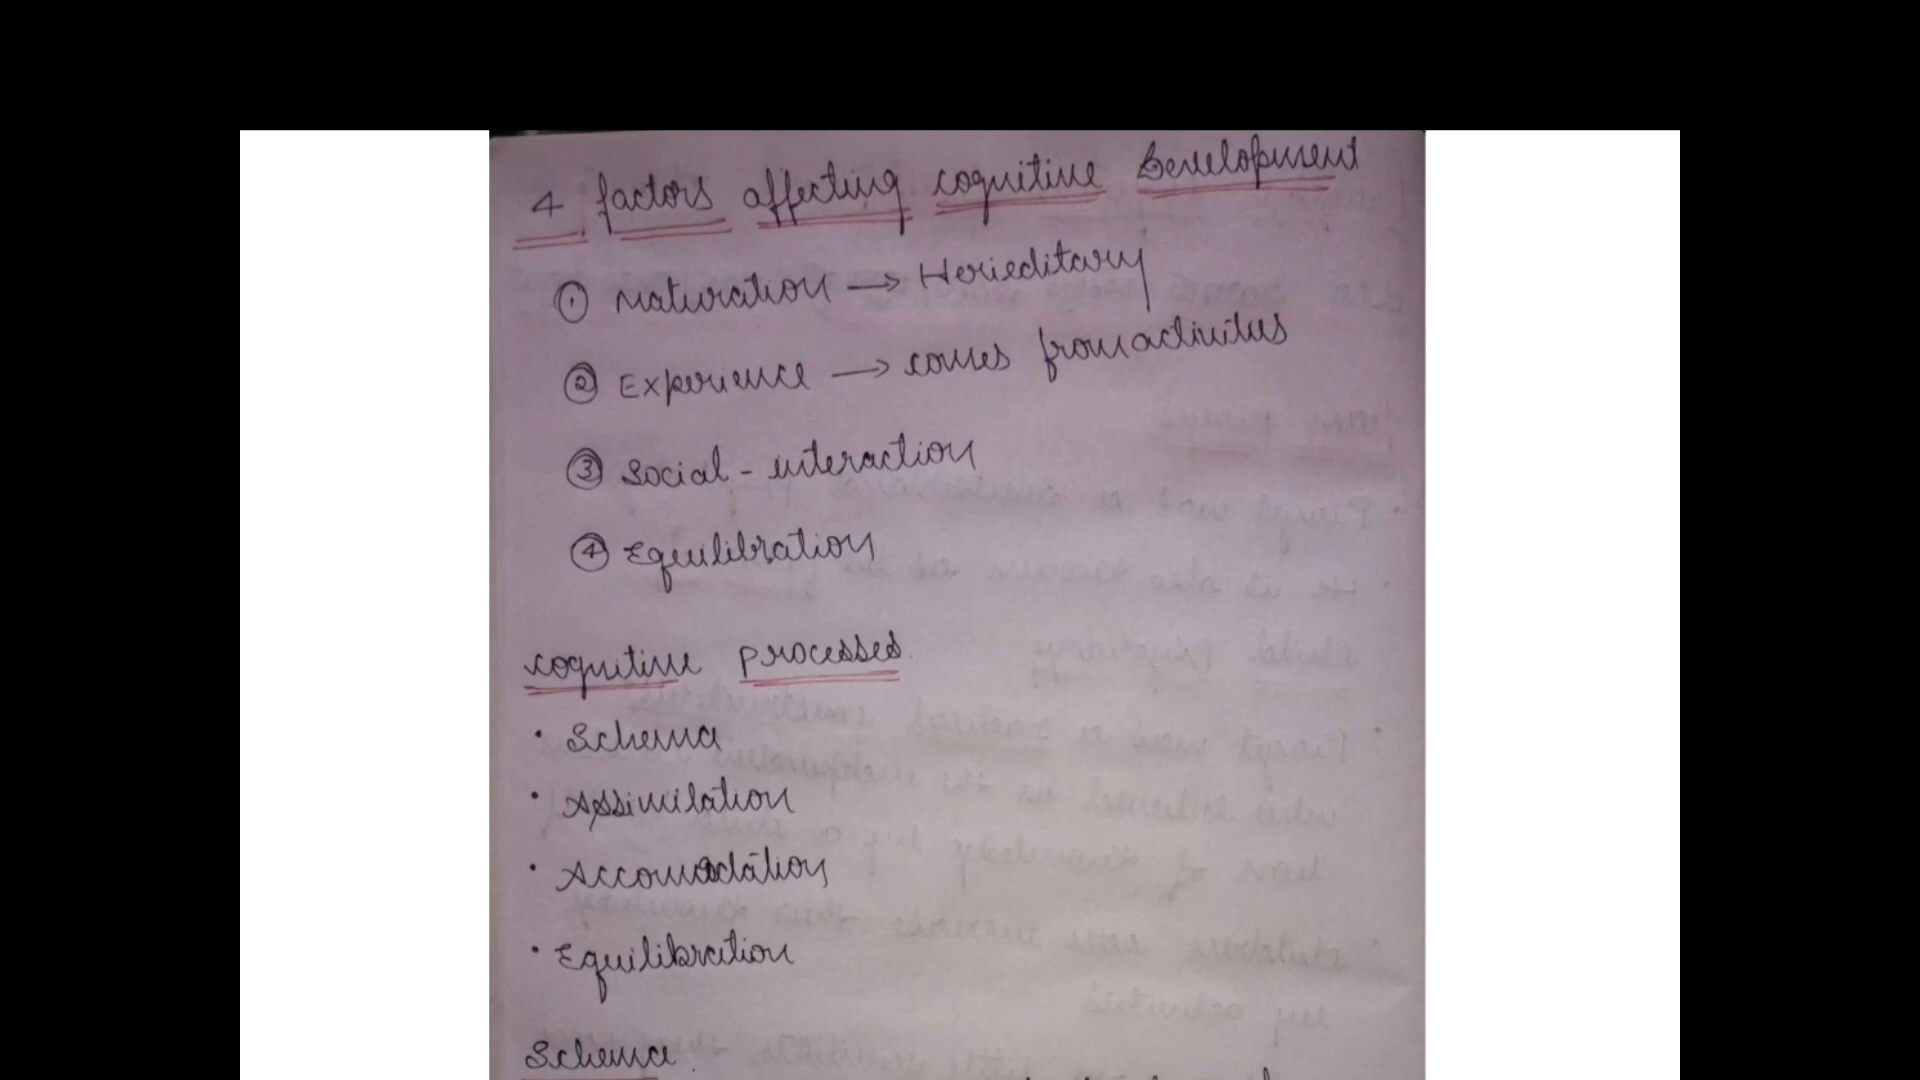 4 factors affecting cognitive Development
① Maturation → Herieditary
② Experience → comes from activities
③ Social - interaction
④ Equilibration
cognitive processes.
· Schema
· Assimilation
· Accomodation
· Equilibration
Schema.